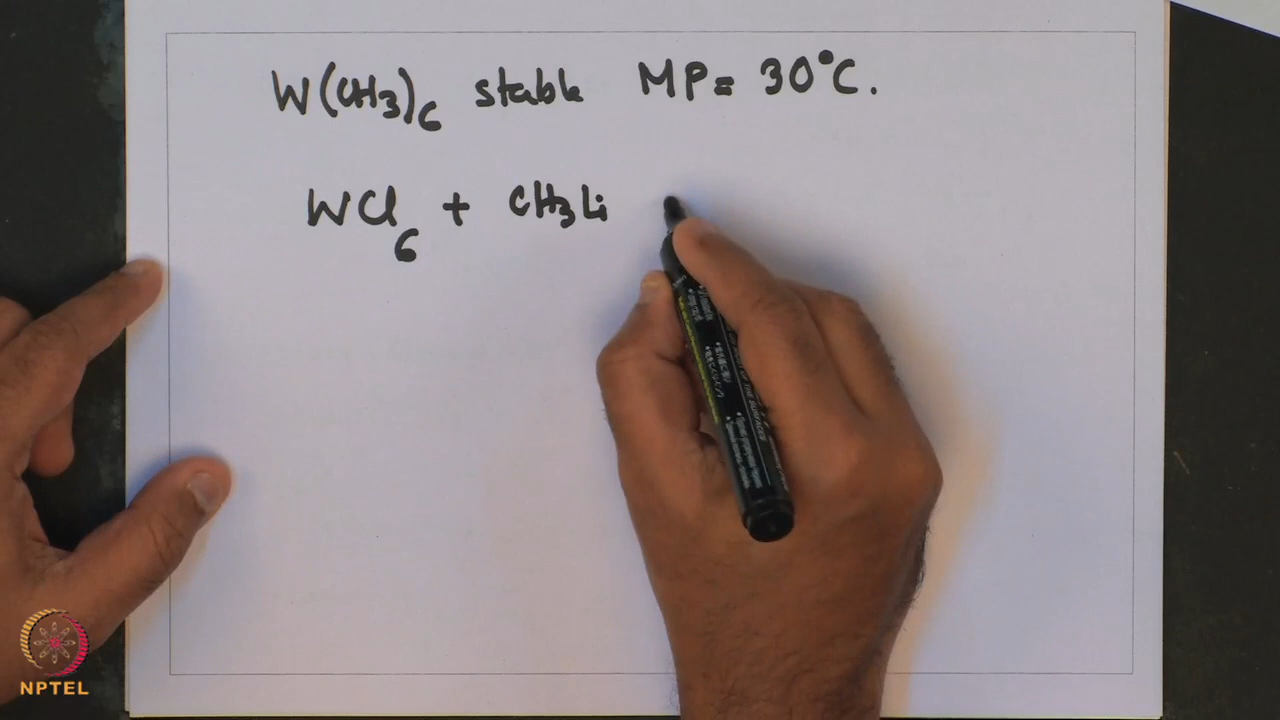 W(CH3)6 stable MP = 30°C.
WCl6 + CH3Li
NPTEL